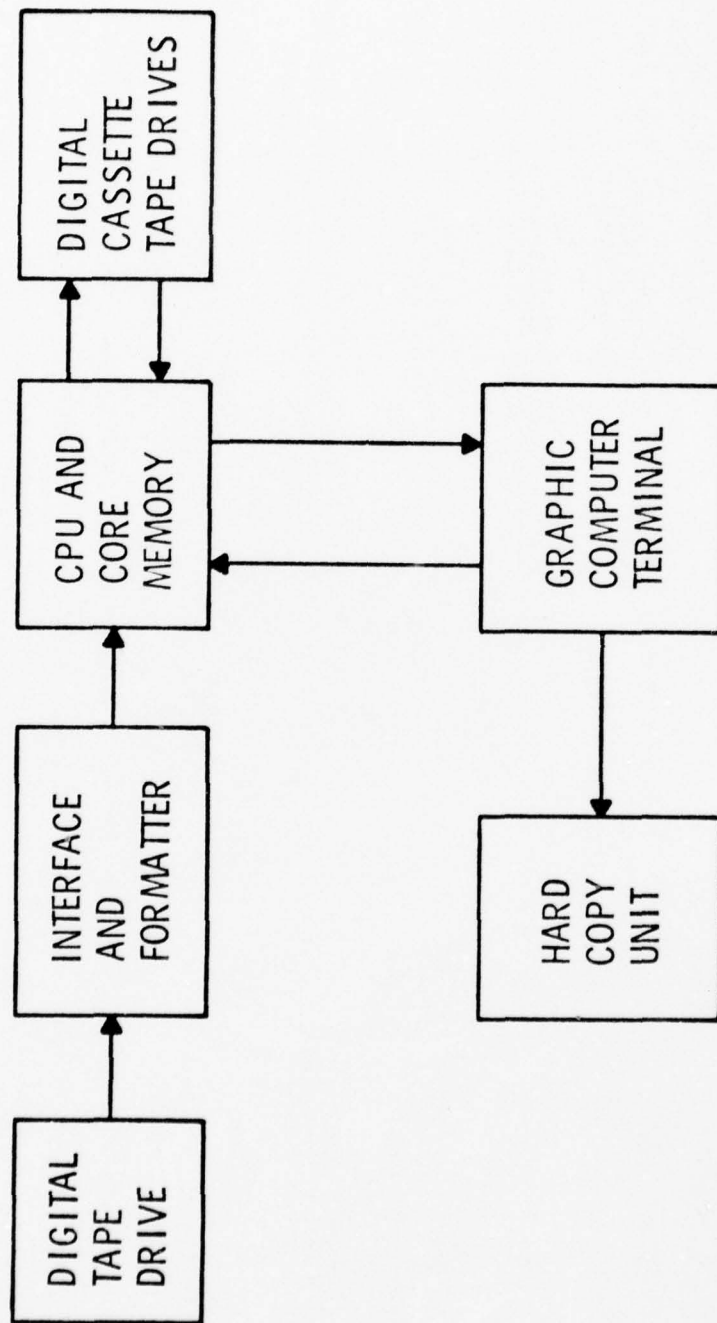 DIGITAL
TAPE
DRIVE
INTERFACE
AND
FORMATTER
CPU AND
CORE
MEMORY
DIGITAL
CASSETTE
TAPE DRIVES
HARD
COPY
UNIT
GRAPHIC
COMPUTER
TERMINAL